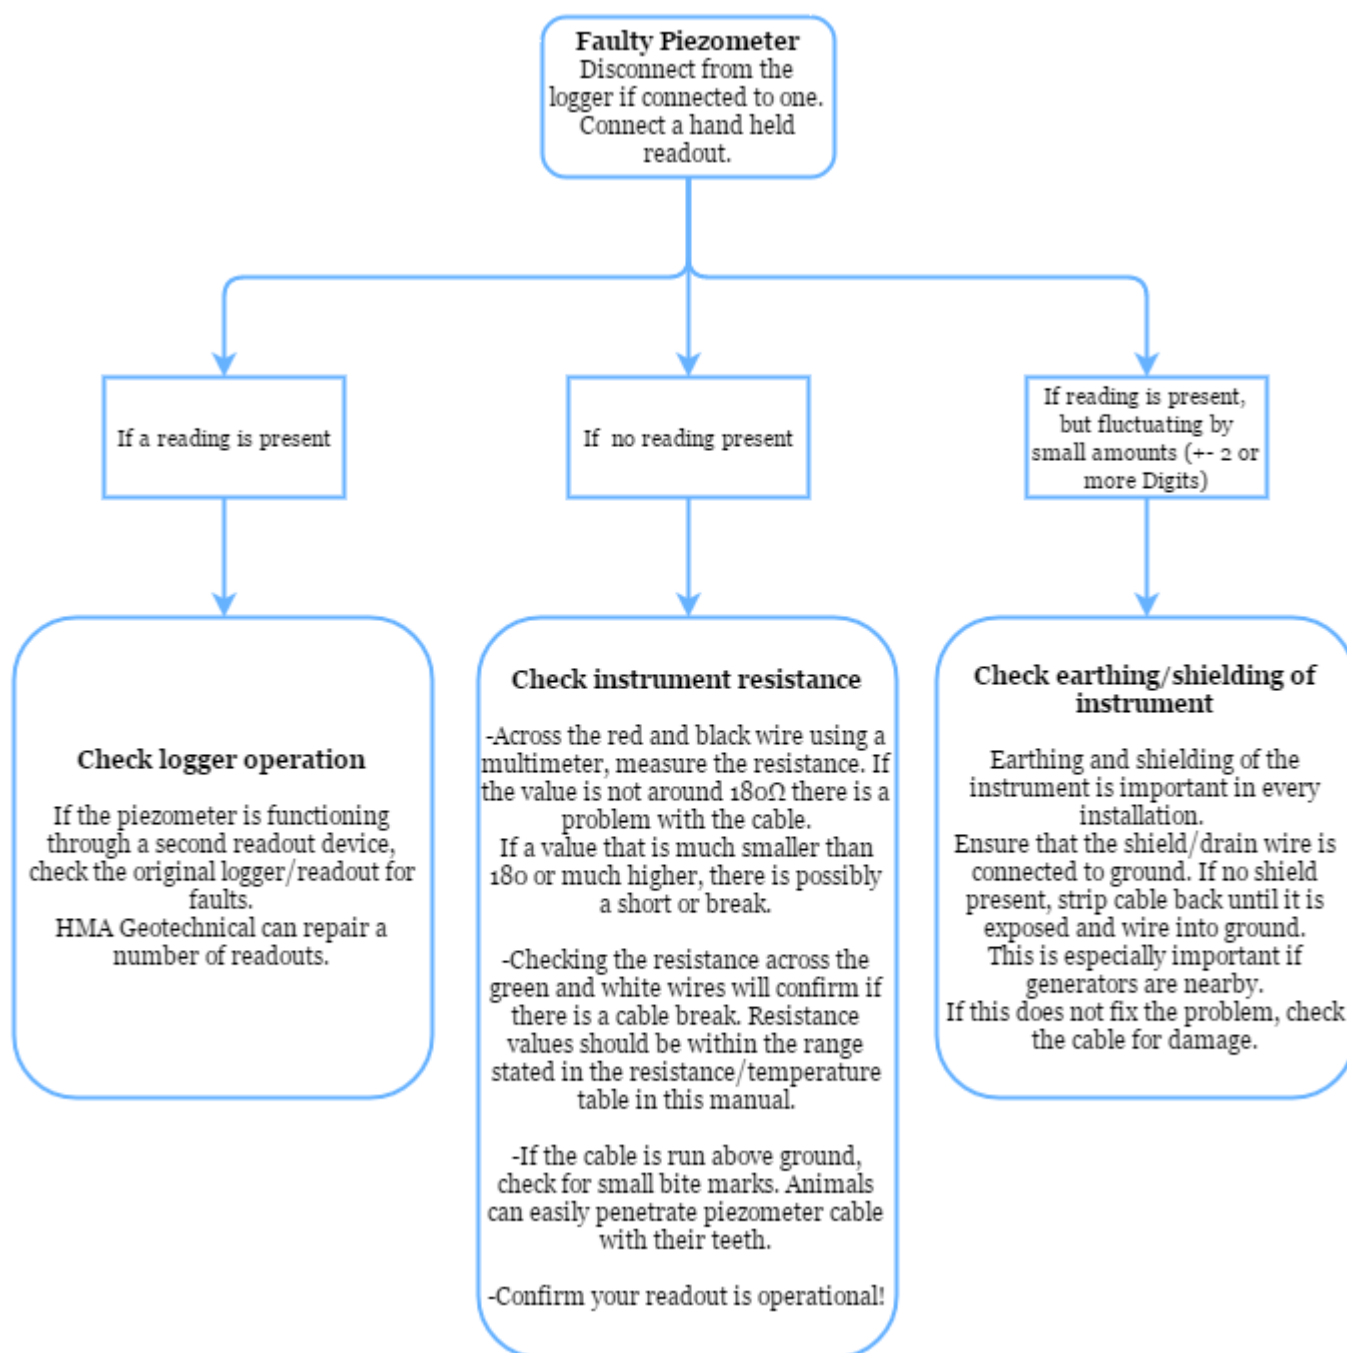 Faulty Piezometer
Disconnect from the
logger if connected to one.
Connect a hand held
readout.
If a reading is present
If no reading present
If reading is present,
but fluctuating by
small amounts (+- 2 or
more Digits)
Check logger operation
If the piezometer is functioning
through a second readout device,
check the original logger/readout for
faults.
HMA Geotechnical can repair a
number of readouts.
Check instrument resistance
-Across the red and black wire using a
multimeter, measure the resistance. If
the value is not around 180Ω there is a
problem with the cable.
If a value that is much smaller than
180 or much higher, there is possibly
a short or break.
-Checking the resistance across the
green and white wires will confirm if
there is a cable break. Resistance
values should be within the range
stated in the resistance/temperature
table in this manual.
-If the cable is run above ground,
check for small bite marks. Animals
can easily penetrate piezometer cable
with their teeth.
-Confirm your readout is operational!
Check earthing/shielding of
instrument
Earthing and shielding of the
instrument is important in every
installation.
Ensure that the shield/drain wire is
connected to ground. If no shield
present, strip cable back until it is
exposed and wire into ground.
This is especially important if
generators are nearby.
If this does not fix the problem, check
the cable for damage.